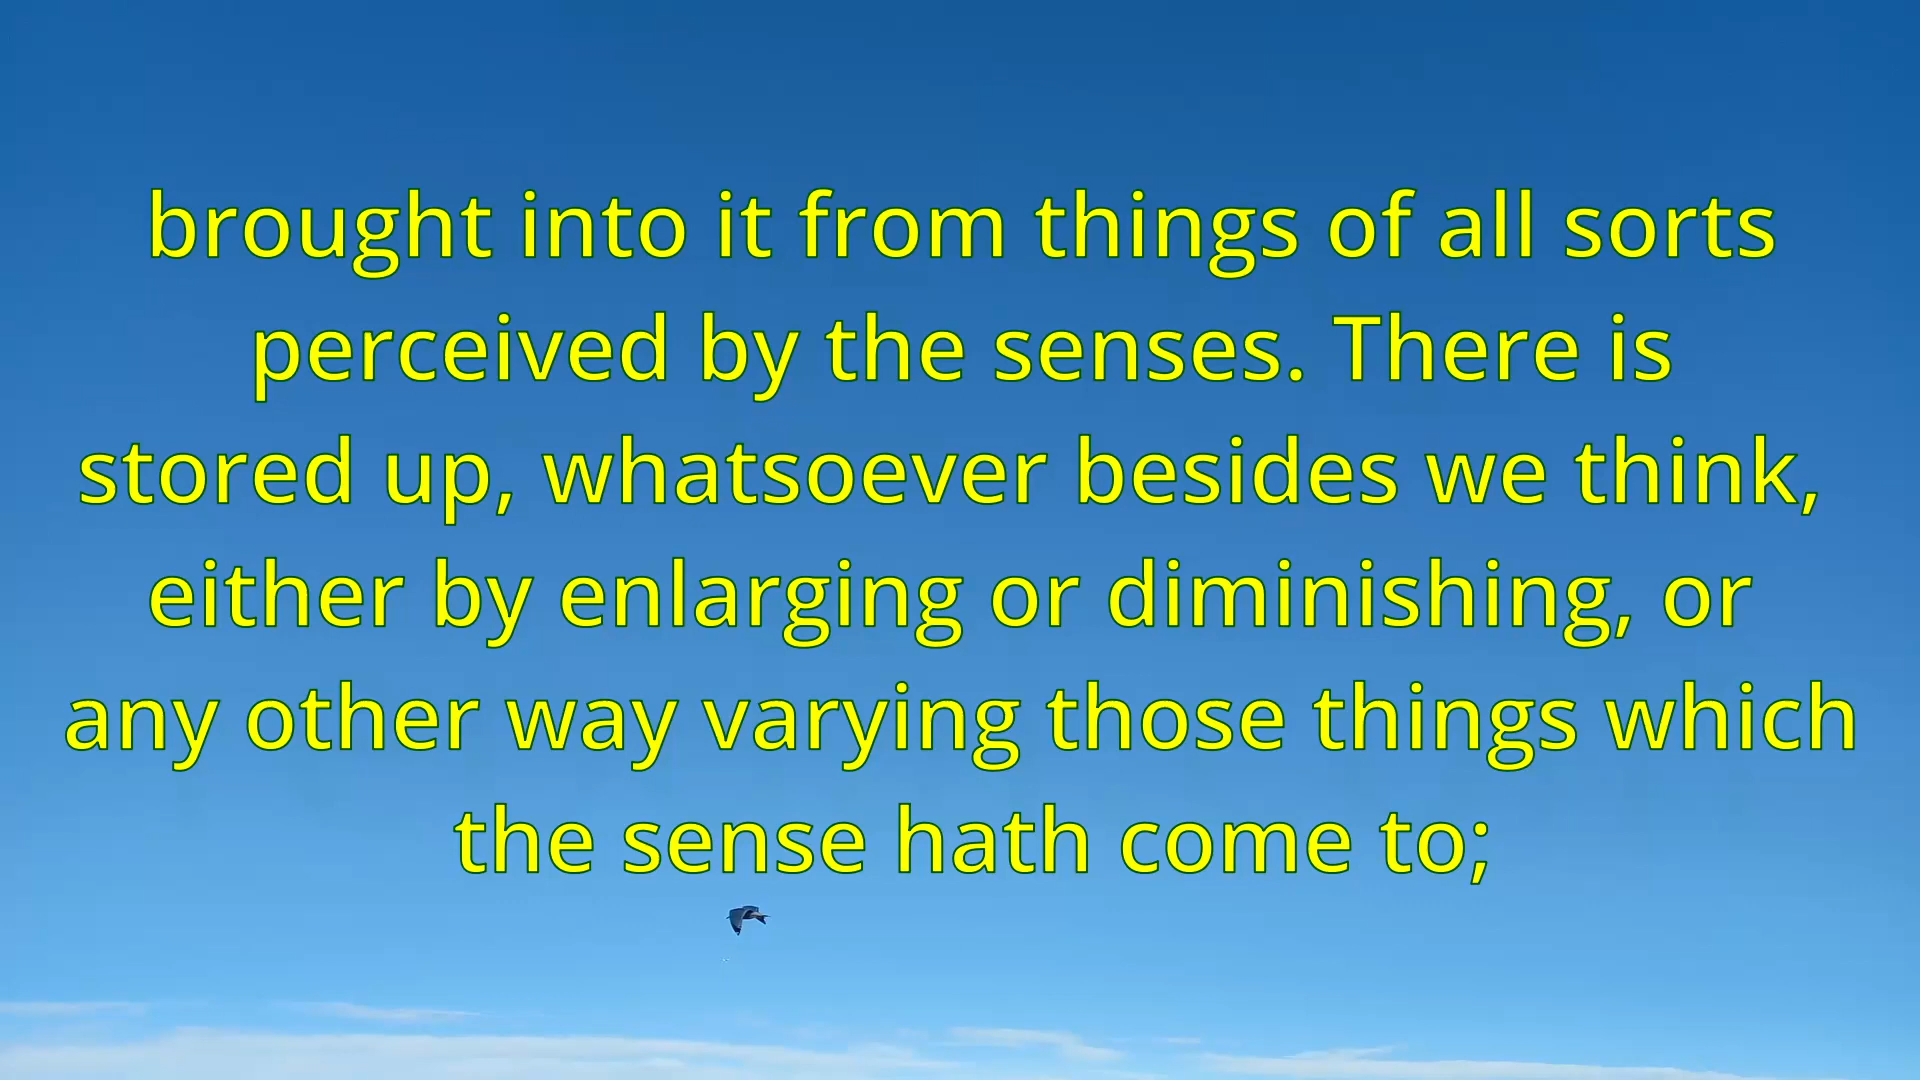 brought into it from things of all sorts
perceived by the senses. There is
stored up, whatsoever besides we think,
either by enlarging or diminishing, or
any other way varying those things which
the sense hath come to;